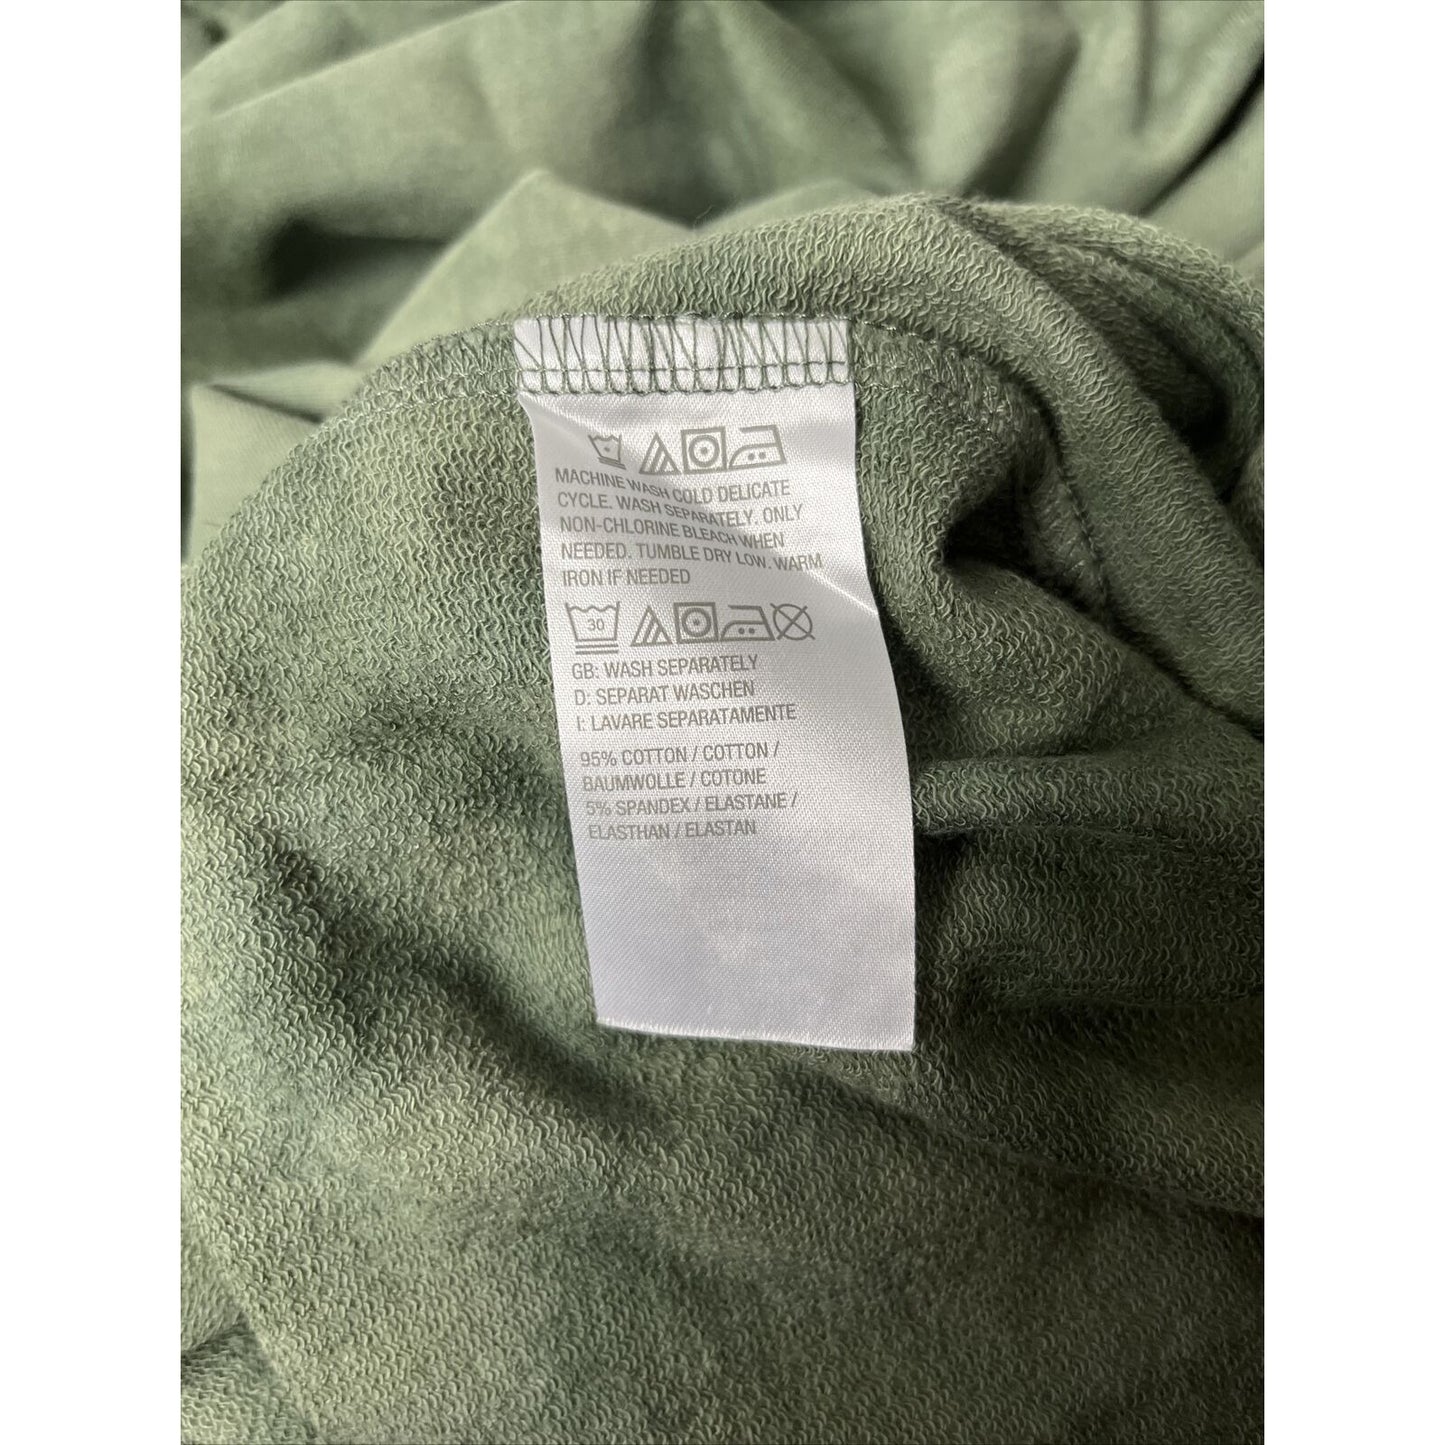 MACHINE WASH COLD DELICATE
CYCLE. WASH SEPARATELY. ONLY
NON-CHLORINE BLEACH WHEN
NEEDED. TUMBLE DRY LOW. WARM
IRON IF NEEDED
30
GB: WASH SEPARATELY
D: SEPARAT WASCHEN
I: LAVARE SEPARATAMENTE
95% COTTON / COTTON /
BAUMWOLLE / COTONE
5% SPANDEX / ELASTANE /
ELASTHAN / ELASTAN